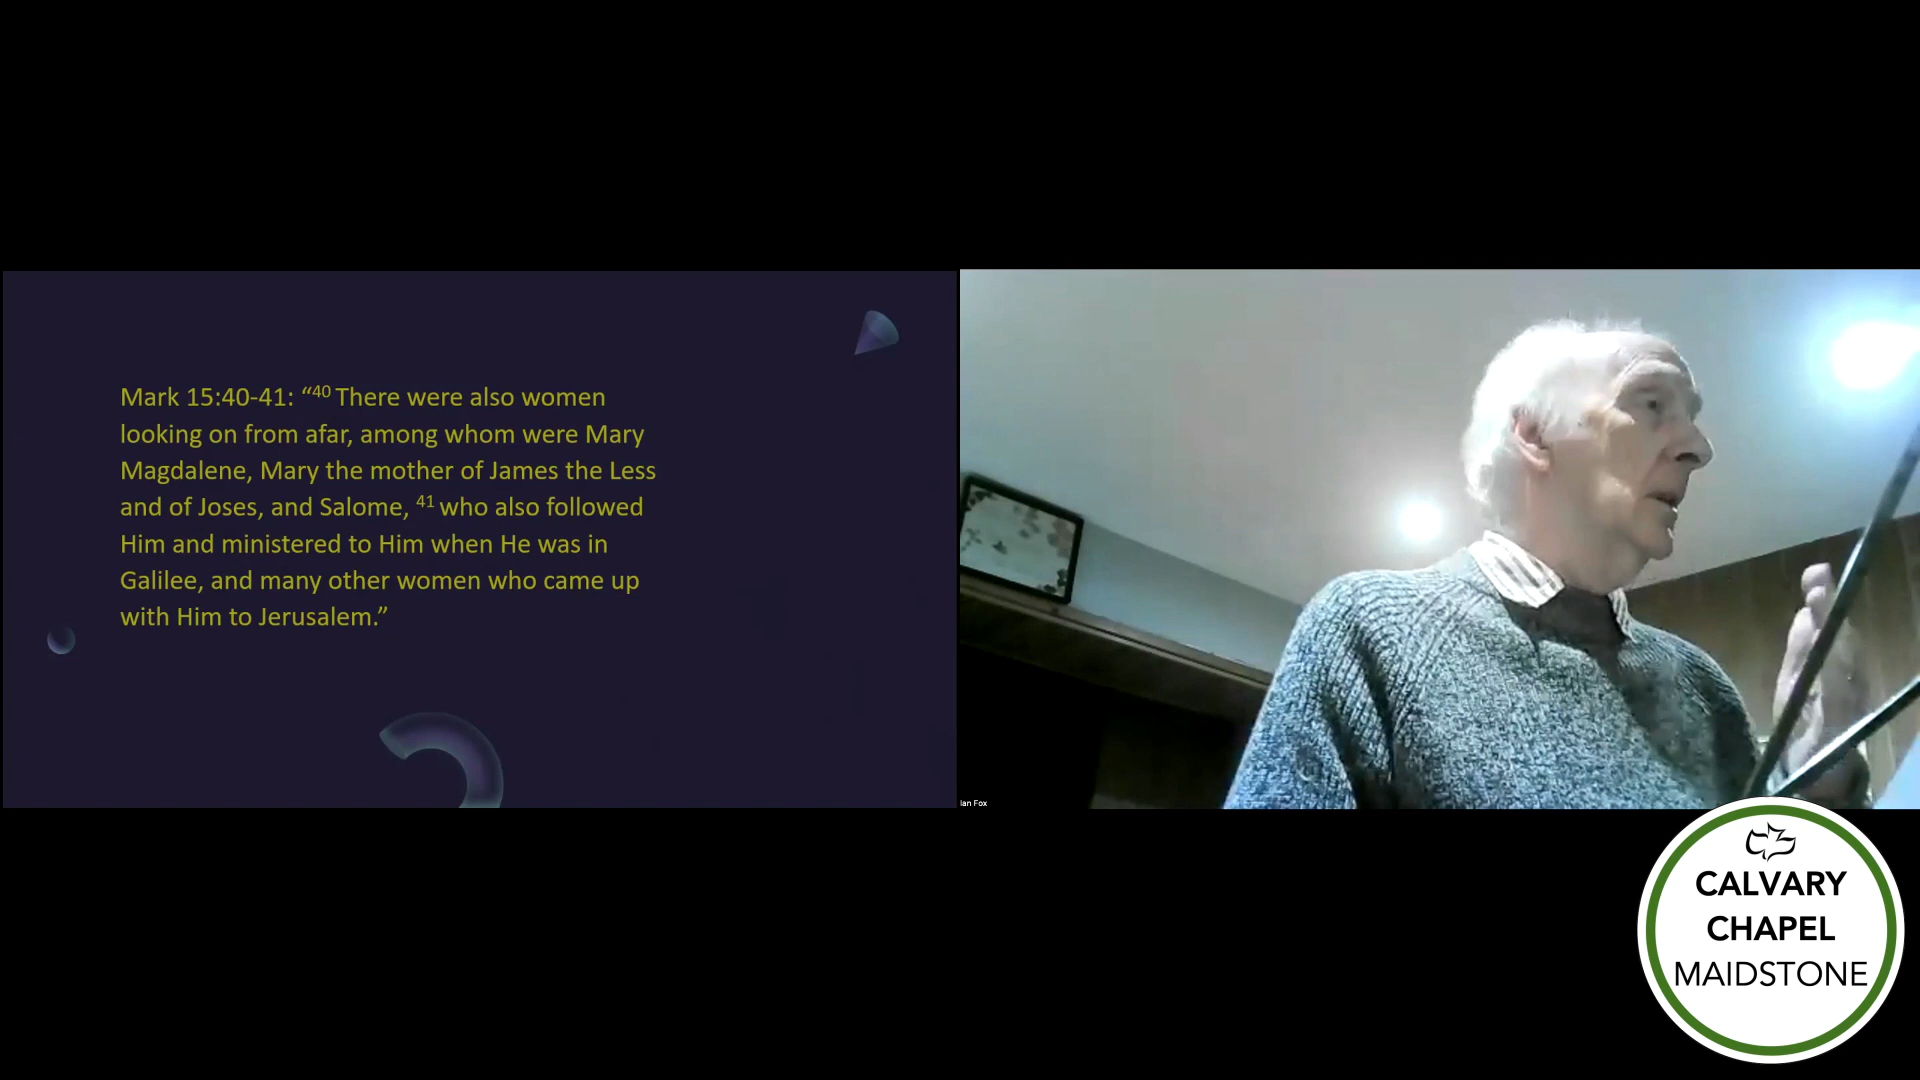 Mark 15:40-41: “40 There were also women
looking on from afar, among whom were Mary
Magdalene, Mary the mother of James the Less
and of Joses, and Salome, 41 who also followed
Him and ministered to Him when He was in
Galilee, and many other women who came up
with Him to Jerusalem.”
Ian Fox
CALVARY
CHAPEL
MAIDSTONE